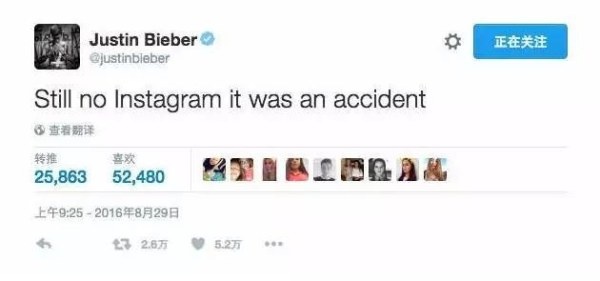 Justin Bieber
@justinbieber
正在关注
Still no Instagram it was an accident
查看翻译
转推 喜欢
25,863 52,480
上午9:25 - 2016年8月29日
2.6万 5.2万